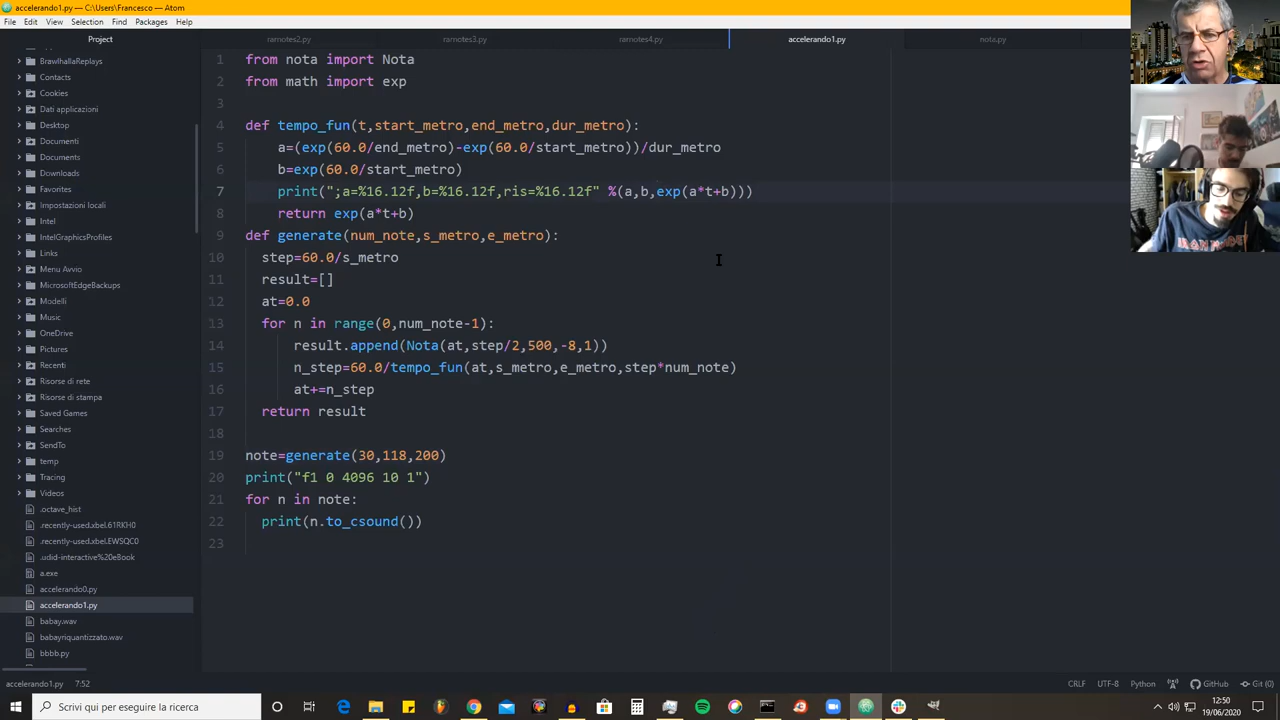 accelerando1.py — C:\Users\Francesco — Atom
File Edit View Selection Find Packages Help
Project
ramotes2.py ramotes3.py ramotes4.py accelerando1.py nota.py
BrawlhallaReplays
Contacts
Cookies
Dati applicazioni
Desktop
Documenti
Documents
Downloads
Favorites
Impostazioni locali
Intel
IntelGraphicsProfiles
Links
Menu Avvio
MicrosoftEdgeBackups
Modelli
Music
OneDrive
Pictures
Recenti
Risorse di rete
Risorse di stampa
Saved Games
Searches
SendTo
temp
Tracing
Videos
.octave_hist
.recently-used.xbel.61RKH0
.recently-used.xbel.EWSQC0
.udid-interactive%20eBook
a.exe
accelerando0.py
accelerando1.py
babay.wav
babayriquantizzato.wav
bbbb.py
1 from nota import Nota
2 from math import exp
3
4 def tempo_fun(t,start_metro,end_metro,dur_metro):
5 a=(exp(60.0/end_metro)-exp(60.0/start_metro))/dur_metro
6 b=exp(60.0/start_metro)
7 print(";a=%16.12f,b=%16.12f,ris=%16.12f" %(a,b,exp(a*t+b)))
8 return exp(a*t+b)
9 def generate(num_note,s_metro,e_metro):
10 step=60.0/s_metro
11 result=[]
12 at=0.0
13 for n in range(0,num_note-1):
14 result.append(Nota(at,step/2,500,-8,1))
15 n_step=60.0/tempo_fun(at,s_metro,e_metro,step*num_note)
16 at+=n_step
17 return result
18
19 note=generate(30,118,200)
20 print("f1 0 4096 10 1")
21 for n in note:
22 print(n.to_csound())
23
IRON MAIDEN
accelerando1.py 7:52 CRLF UTF-8 Python GitHub Git (0)
Scrivi qui per eseguire la ricerca
12:50
19/06/2020